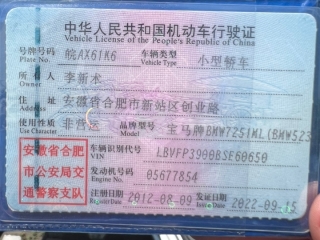 中华人民共和国机动车行驶证
Vehicle License of the People's Republic of China
号牌号码 皖AX61K6 车辆类型 小型轿车
Plate No. Vehicle Type
所有人 李新术
Owner
住址 安徽省合肥市新站区创业路
Address
使用性质 非营运 品牌型号 宝马牌BMW7251ML(BMW523
Use Character Model
安徽省合肥
市公安局交
通警察支队
车辆识别代号 LBVFP3900BSE60650
VIN
发动机号码 05677854
Engine No.
注册日期 2012-08-09 发证日期 2022-09-15
Register Date Issue Date